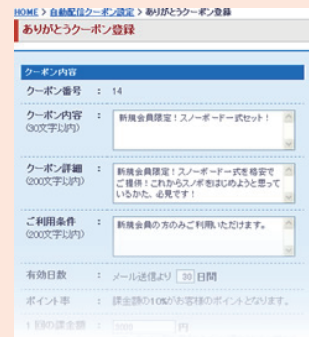 HOME > 自動配信クーポン設定 > ありがとうクーポン登録
ありがとうクーポン登録
クーポン内容
クーポン番号 : 14
クーポン内容 : 新規会員限定!スノーボード一式セット!
(30文字以内)
クーポン詳細 : 新規会員限定!スノーボード一式を格安で
(200文字以内) ご提供!これからスノボをはじめようと思って
いるかた、必見です!
ご利用条件 : 新規会員の方のみご利用いただけます。
(200文字以内)
有効日数 : メール送信より 30 日間
ポイント率 : 課金額の10%がお客様のポイントとなります。
1回の課金額 : 3000 円